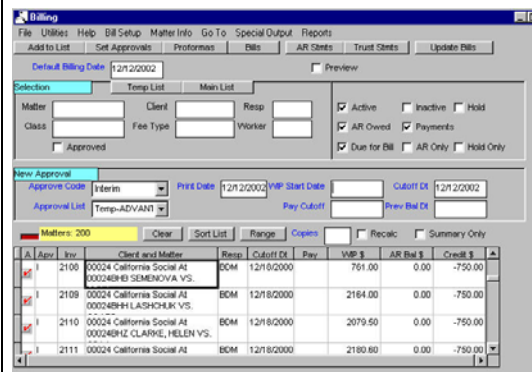 Billing
File Utilities Help Bill Setup Matter Info Go To Special Output Reports
Add to List Set Approvals Proformas Bills AR Stmts Trust Stmts Update Bills
Default Billing Date 12/12/2002 Preview
Selection Temp List Main List
Matter Client Resp Active Inactive Hold
Class Fee Type Worker AR Owed Payments
Approved Due for Bill AR Only Hold Only
New Approval
Approve Code Interim Print Date 12/12/2002 WIP Start Date Cutoff Dt 12/12/2002
Approval List Temp-ADVANT Pay Cutoff Prev Bal Dt
Matters: 200 Clear Sort List Range Copies Recalc Summary Only
A Apv Inv Client and Matter Resp Cutoff Dt Pay WIP $ AR Bal $ Credit $
I 2108 00024 California Social At BDM 12/18/2000 761.00 0.00 -750.00
00024BHB SEMENOVA VS.
I 2109 00024 California Social At BDM 12/18/2000 2164.00 0.00 -750.00
00024BHH LASHCHUK VS.
I 2110 00024 California Social At BDM 12/18/2000 2079.50 0.00 -750.00
00024BHZ CLARKE, HELEN VS.
I 2111 00024 California Social At BDM 12/18/2000 2180.60 0.00 -750.00